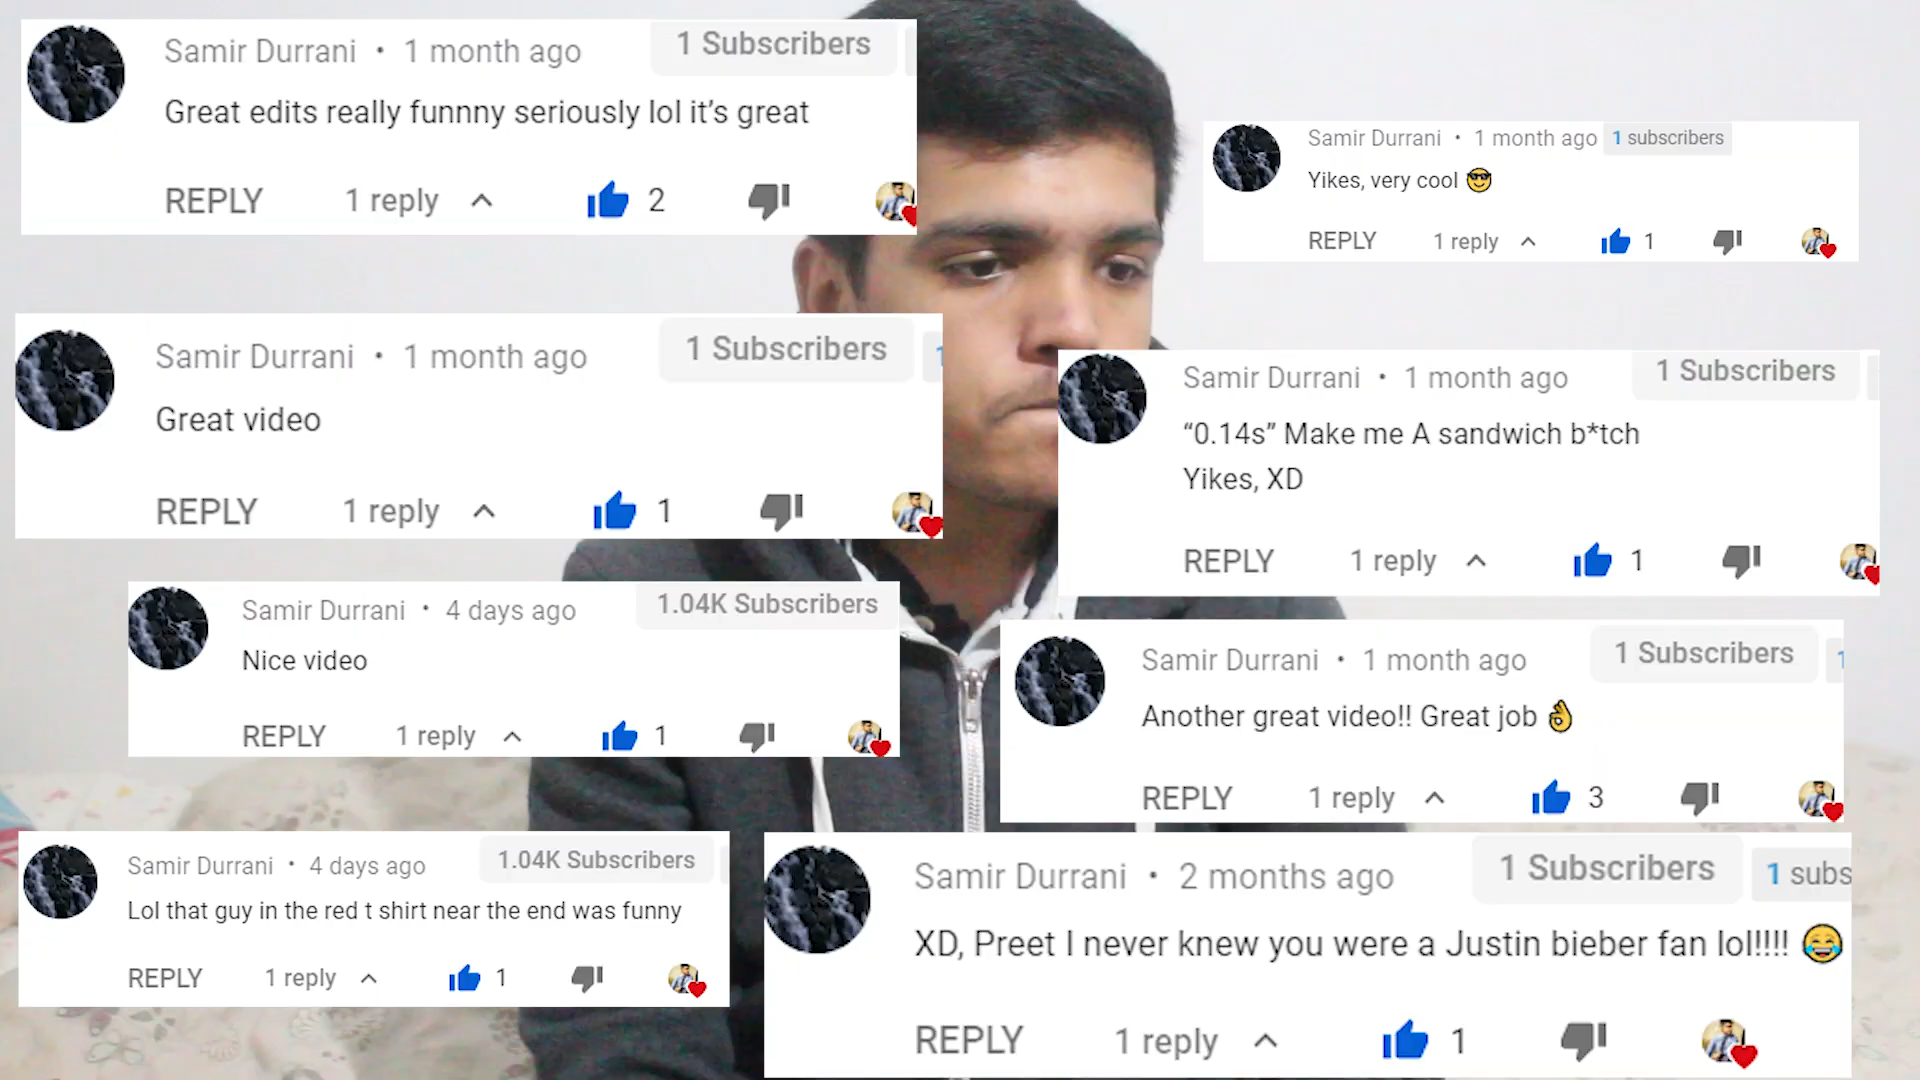 Samir Durrani • 1 month ago 1 Subscribers
Great edits really funnny seriously lol it’s great
REPLY 1 reply 2
Samir Durrani • 1 month ago 1 subscribers
Yikes, very cool 😎
REPLY 1 reply 1
Samir Durrani • 1 month ago 1 Subscribers 1
Great video
REPLY 1 reply 1
Samir Durrani • 1 month ago 1 Subscribers
“0.14s” Make me A sandwich b*tch
Yikes, XD
REPLY 1 reply 1
Samir Durrani • 4 days ago 1.04K Subscribers
Nice video
REPLY 1 reply 1
Samir Durrani • 1 month ago 1 Subscribers 1
Another great video!! Great job 👌
REPLY 1 reply 3
Samir Durrani • 4 days ago 1.04K Subscribers
Lol that guy in the red t shirt near the end was funny
REPLY 1 reply 1
Samir Durrani • 2 months ago 1 Subscribers 1 subs
XD, Preet I never knew you were a Justin bieber fan lol!!!! 😂
REPLY 1 reply 1